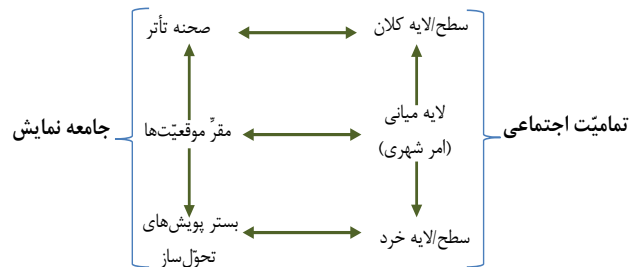 سطح/لایه کلان
صحنه تأتر
تمامیّت اجتماعی
لایه میانی
(امر شهری)
مقرِّ موقعیّت‌ها
جامعه نمایش
سطح/لایه خرد
بستر پویش‌های
تحوّل‌ساز